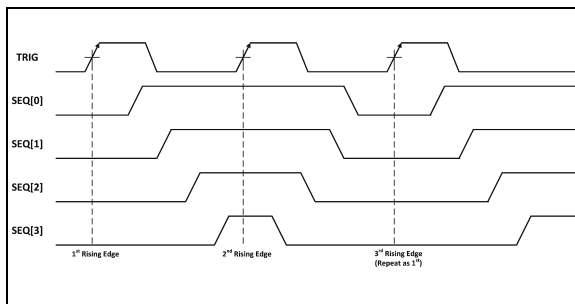 TRIG
SEQ[0]
SEQ[1]
SEQ[2]
SEQ[3]
1st Rising Edge
2nd Rising Edge
3rd Rising Edge
(Repeat as 1st)